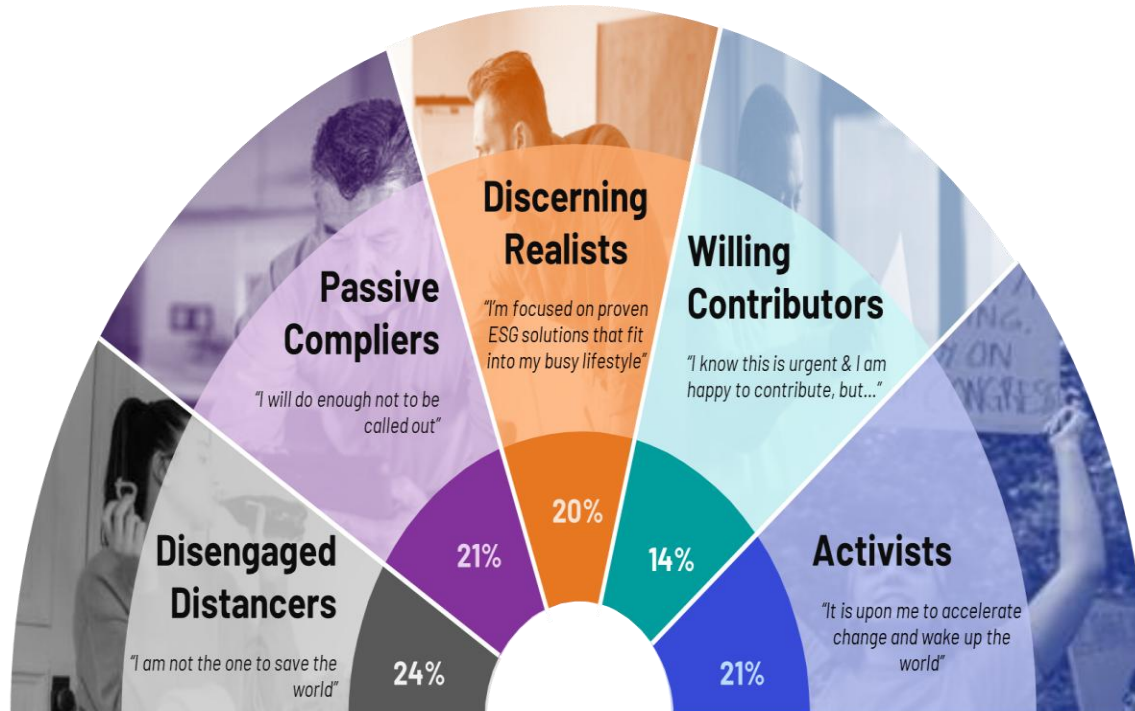 Discerning
Realists
“I’m focused on proven
ESG solutions that fit
into my busy lifestyle”
20%
Passive
Compliers
“I will do enough not to be
called out”
21%
Willing
Contributors
“I know this is urgent & I am
happy to contribute, but...“
14%
Disengaged
Distancers
“I am not the one to save the
world”
24%
Activists
“It is upon me to accelerate
change and wake up the
world”
21%
ON